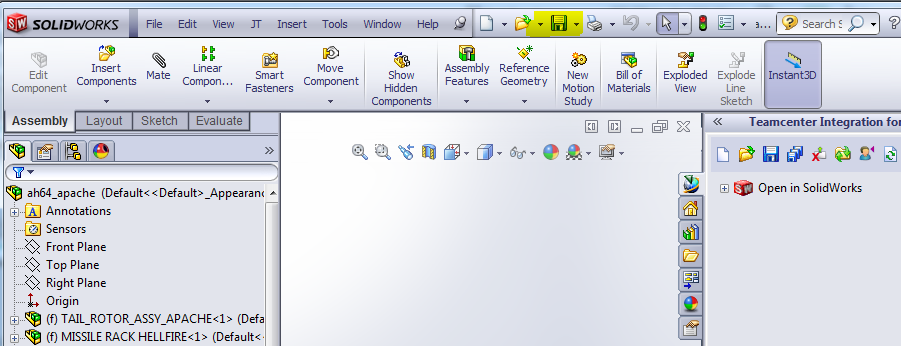 SOLIDWORKS File Edit View JT Insert Tools Window Help a... Search S ?
Edit Component
Insert Components
Mate
Linear Compon...
Smart Fasteners
Move Component
Show Hidden Components
Assembly Features
Reference Geometry
New Motion Study
Bill of Materials
Exploded View
Explode Line Sketch
Instant3D
Assembly Layout Sketch Evaluate
Teamcenter Integration for
ah64_apache (Default<<Default>_Appearanc
Open in SolidWorks
Annotations
Sensors
Front Plane
Top Plane
Right Plane
Origin
(f) TAIL_ROTOR_ASSY_APACHE<1> (Defa
(f) MISSILE RACK HELLFIRE<1> (Default<